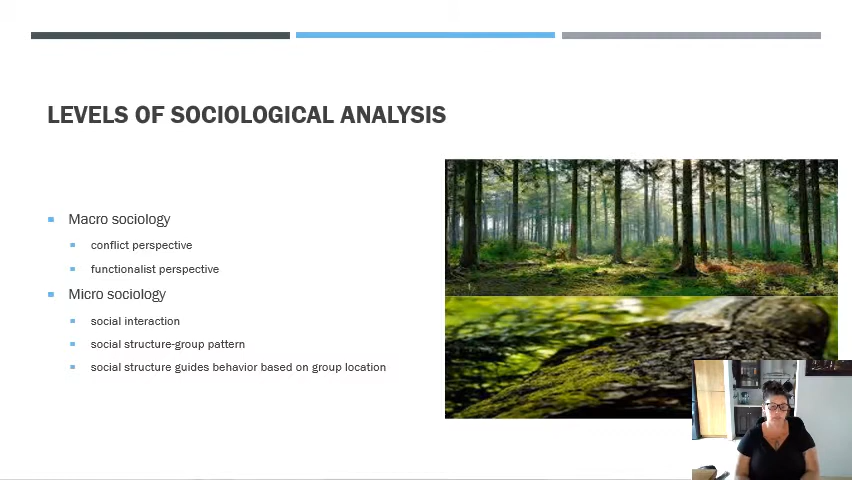 LEVELS OF SOCIOLOGICAL ANALYSIS
Macro sociology
conflict perspective
functionalist perspective
Micro sociology
social interaction
social structure-group pattern
social structure guides behavior based on group location